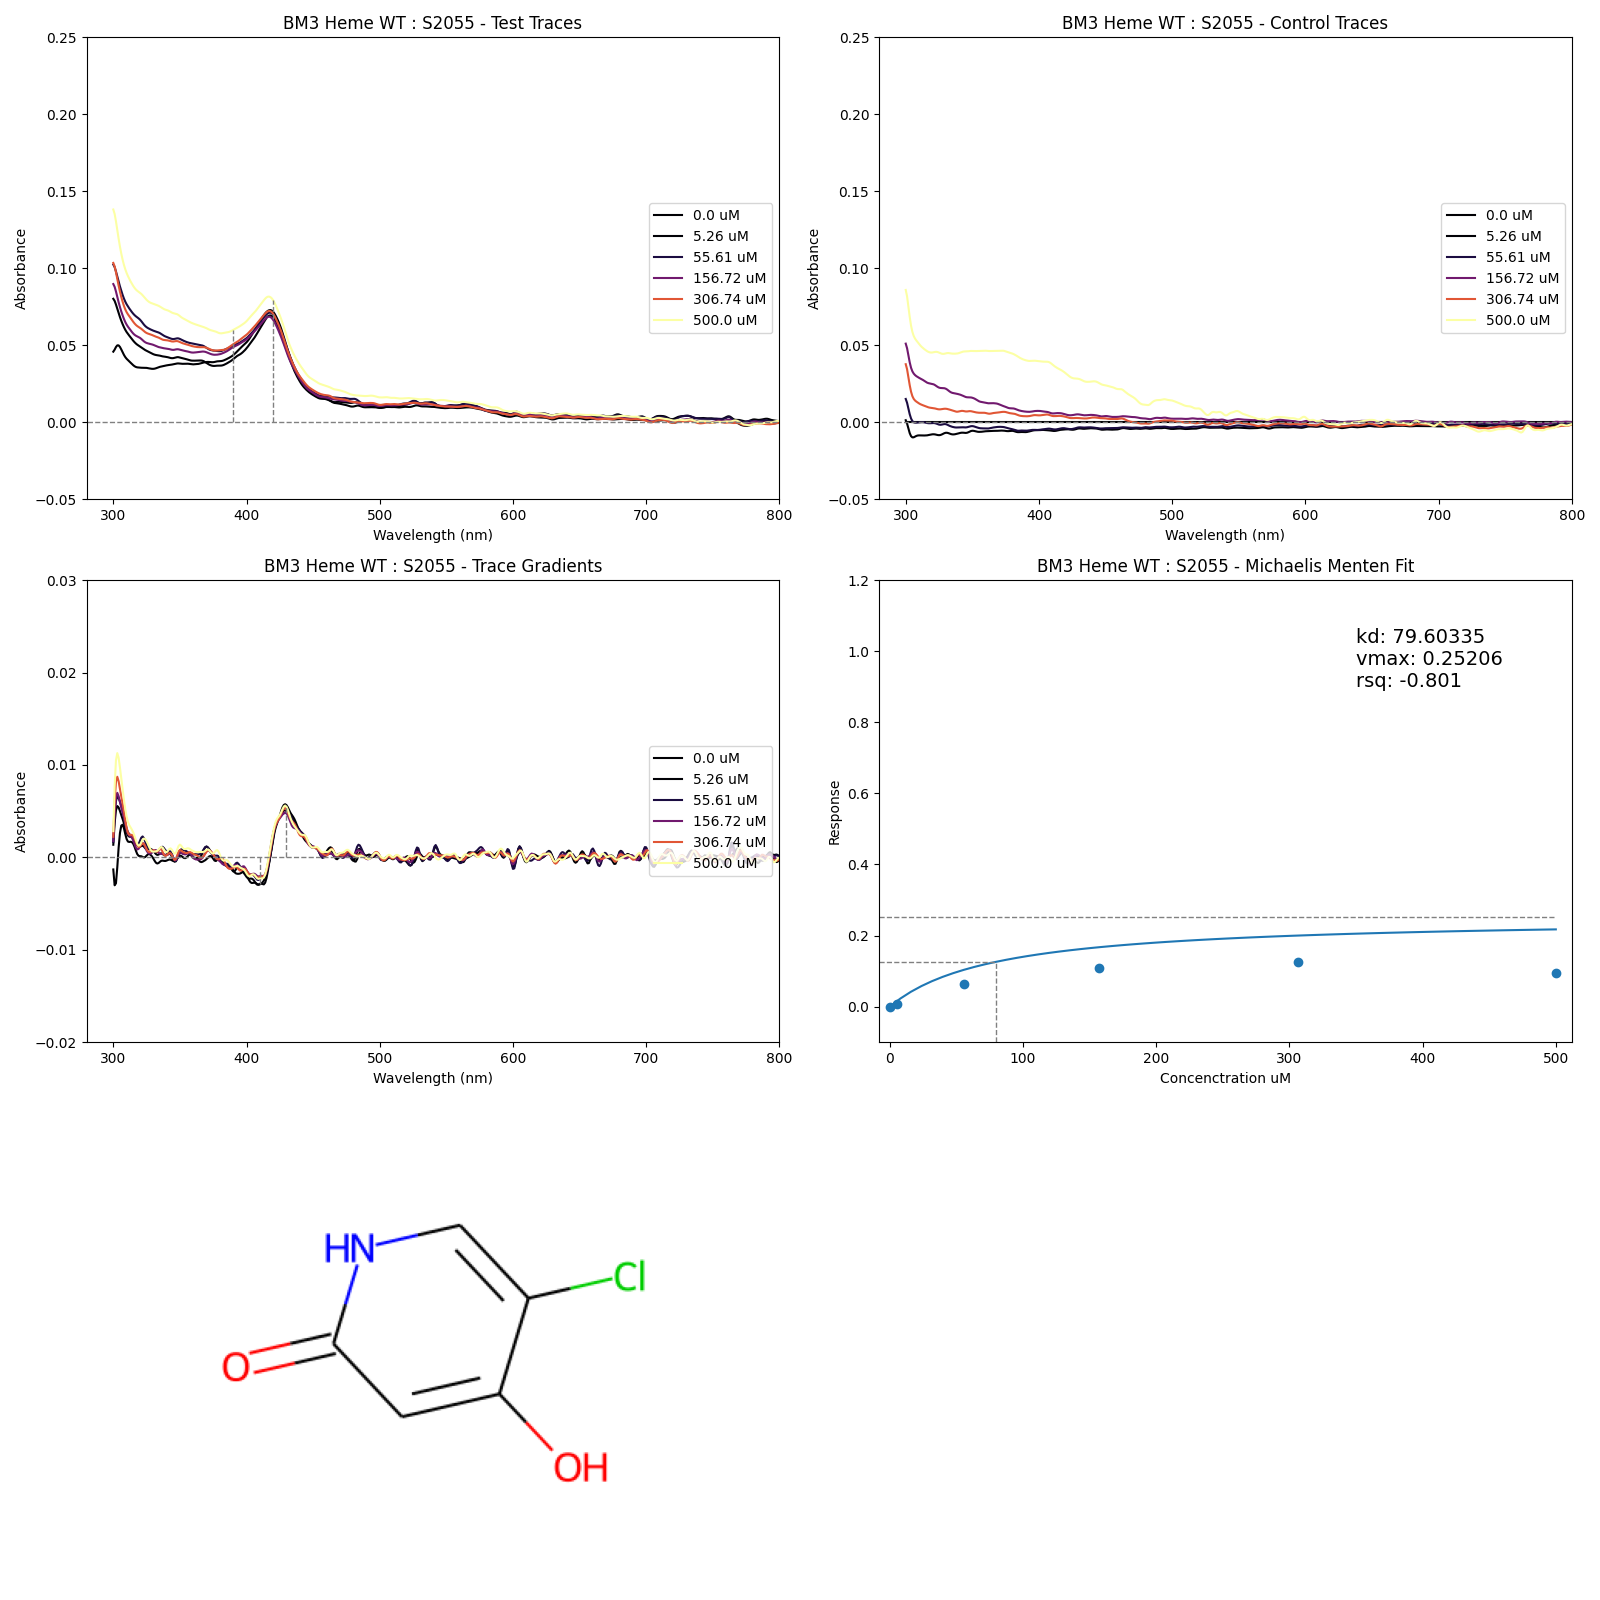 BM3 Heme WT : S2055 - Test Traces
0.25
0.20
0.15
0.10
0.05
0.00
−0.05
Absorbance
300 400 500 600 700 800
Wavelength (nm)
0.0 uM
5.26 uM
55.61 uM
156.72 uM
306.74 uM
500.0 uM
BM3 Heme WT : S2055 - Control Traces
0.25
0.20
0.15
0.10
0.05
0.00
−0.05
Absorbance
300 400 500 600 700 800
Wavelength (nm)
0.0 uM
5.26 uM
55.61 uM
156.72 uM
306.74 uM
500.0 uM
BM3 Heme WT : S2055 - Trace Gradients
0.03
0.02
0.01
0.00
−0.01
−0.02
Absorbance
300 400 500 600 700 800
Wavelength (nm)
0.0 uM
5.26 uM
55.61 uM
156.72 uM
306.74 uM
500.0 uM
BM3 Heme WT : S2055 - Michaelis Menten Fit
1.2
1.0
0.8
0.6
0.4
0.2
0.0
Response
0 100 200 300 400 500
Concenctration uM
kd: 79.60335
vmax: 0.25206
rsq: -0.801
HN
Cl
O
OH